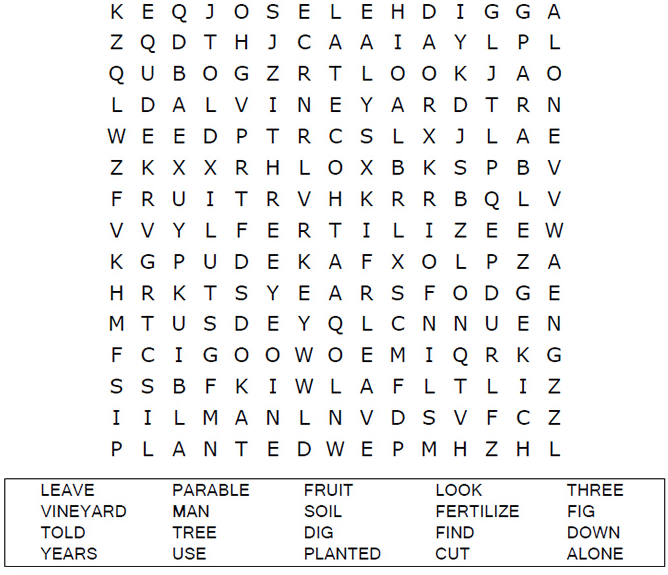 K E Q J O S E L E H D I G G A
Z Q D T H J C A A I A Y L P L
Q U B O G Z R T L O O K J A O
L D A L V I N E Y A R D T R N
W E E D P T R C S L X J L A E
Z K X X R H L O X B K S P B V
F R U I T R V H K R R B Q L V
V V Y L F E R T I L I Z E E W
K G P U D E K A F X O L P Z A
H R K T S Y E A R S F O D G E
M T U S D E Y Q L C N N U E N
F C I G O O W O E M I Q R K G
S S B F K I W L A F L T L I Z
I I L M A N L N V D S V F C Z
P L A N T E D W E P M H Z H L
LEAVE PARABLE FRUIT LOOK THREE
VINEYARD MAN SOIL FERTILIZE FIG
TOLD TREE DIG FIND DOWN
YEARS USE PLANTED CUT ALONE